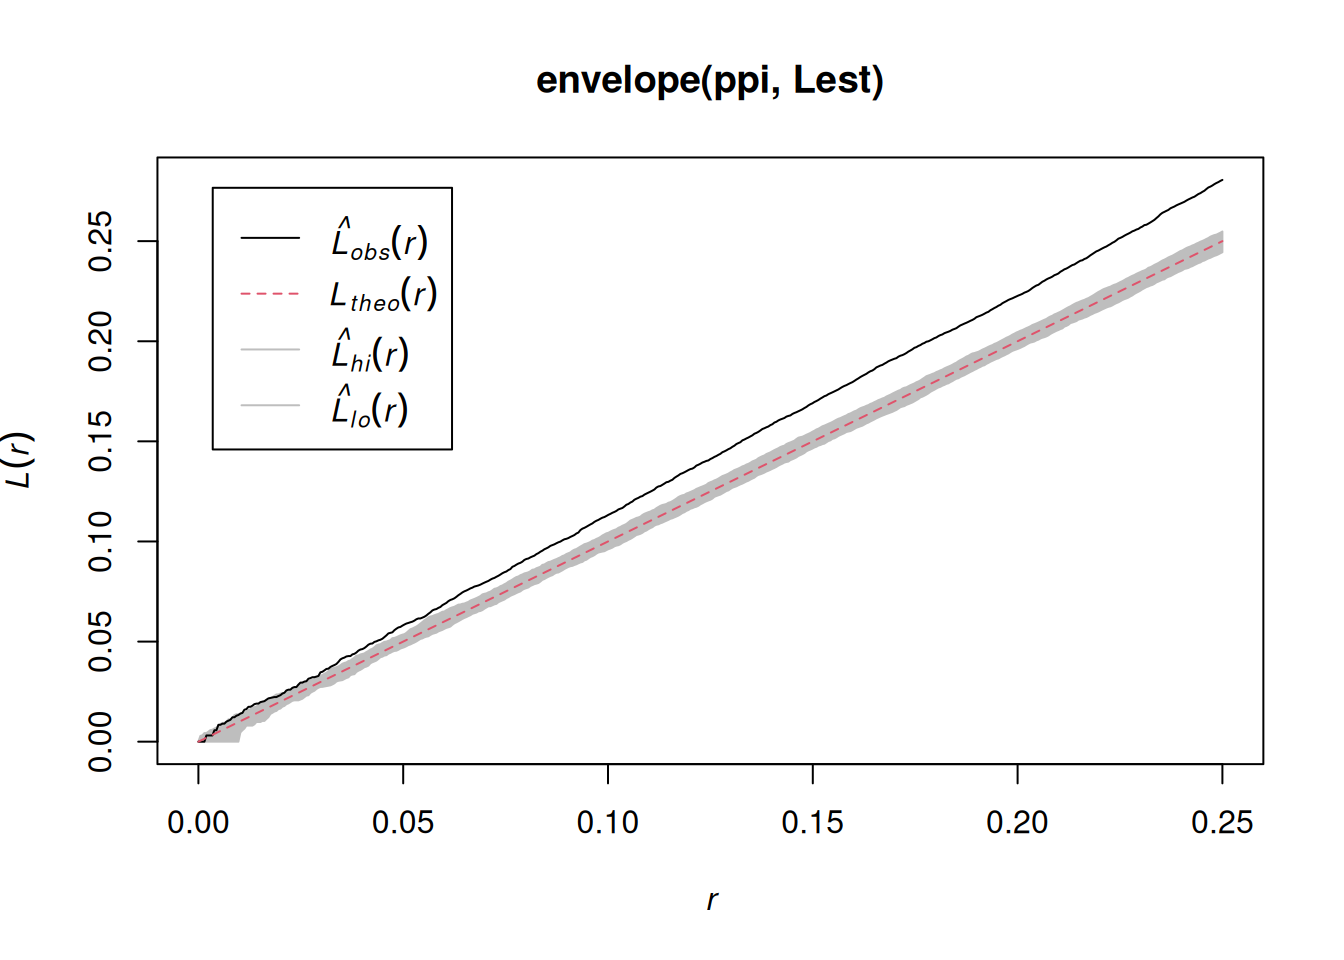 envelope(ppi, Lest)
L̂obs(r)
Ltheo(r)
L̂hi(r)
L̂lo(r)
L(r)
0.25
0.20
0.15
0.10
0.05
0.00
0.00 0.05 0.10 0.15 0.20 0.25
r